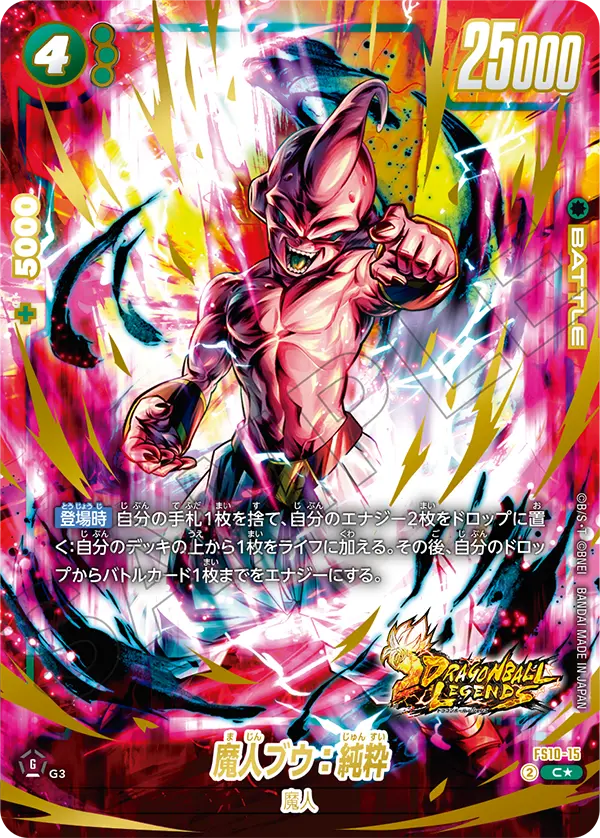 4
25000
+5000
BATTLE
登場時 自分の手札1枚を捨て、自分のエナジー2枚をドロップに置
く:自分のデッキの上から1枚をライフに加える。その後、自分のドロッ
プからバトルカード1枚までをエナジーにする。
SAMPLE
©B/S･T ©BNEI BANDAI MADE IN JAPAN
DRAGONBALL
LEGENDS
魔人ブウ:純粋
魔人
G
G3
FS10-15
2
C★